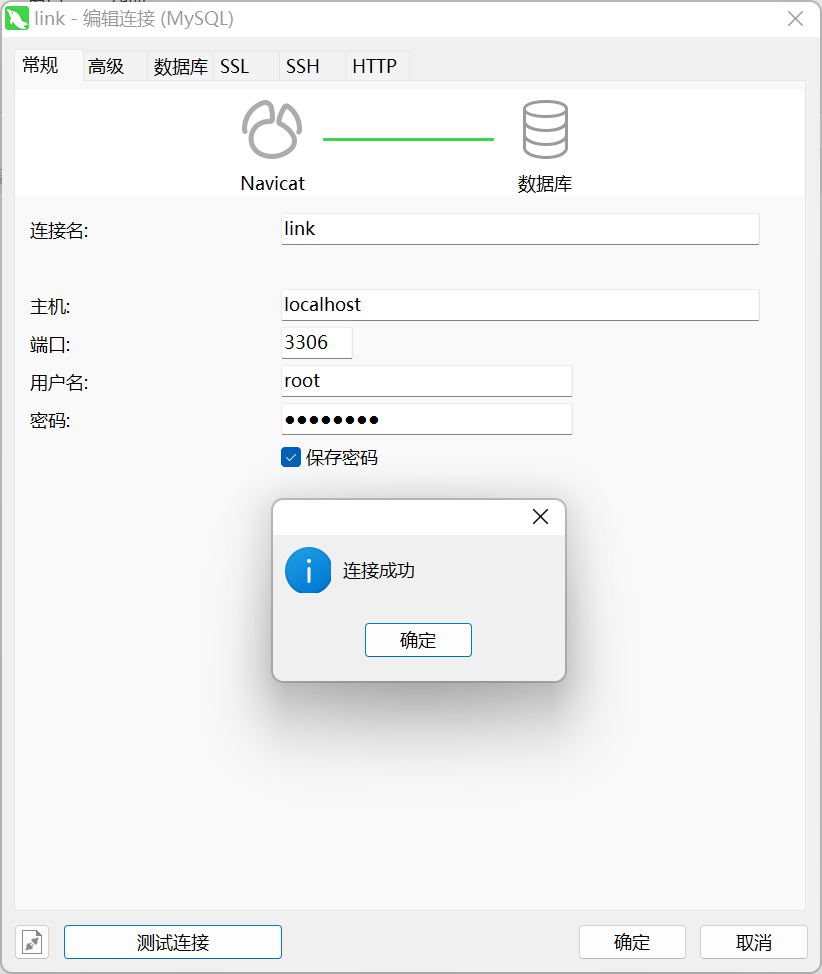 link - 编辑连接 (MySQL)
常规 高级 数据库 SSL SSH HTTP
Navicat 数据库
连接名: link
主机: localhost
端口: 3306
用户名: root
密码: ●●●●●●●●
保存密码
连接成功
确定
测试连接 确定 取消